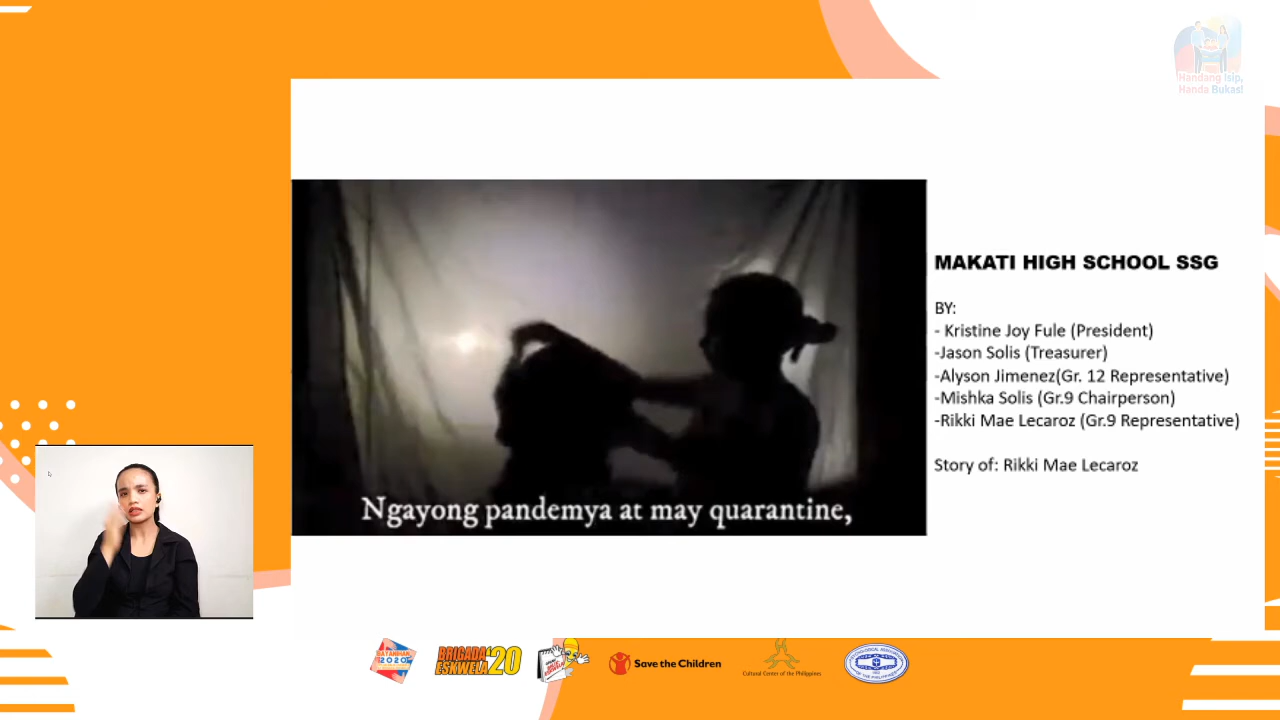 Handang Isip,
Handa Bukas!
MAKATI HIGH SCHOOL SSG
BY:
- Kristine Joy Fule (President)
-Jason Solis (Treasurer)
-Alyson Jimenez(Gr. 12 Representative)
-Mishka Solis (Gr.9 Chairperson)
-Rikki Mae Lecaroz (Gr.9 Representative)
Story of: Rikki Mae Lecaroz
Ngayong pandemya at may quarantine,
2020
BRIGADA
ESKWELA
'20
Save the Children
Cultural Center of the Philippines